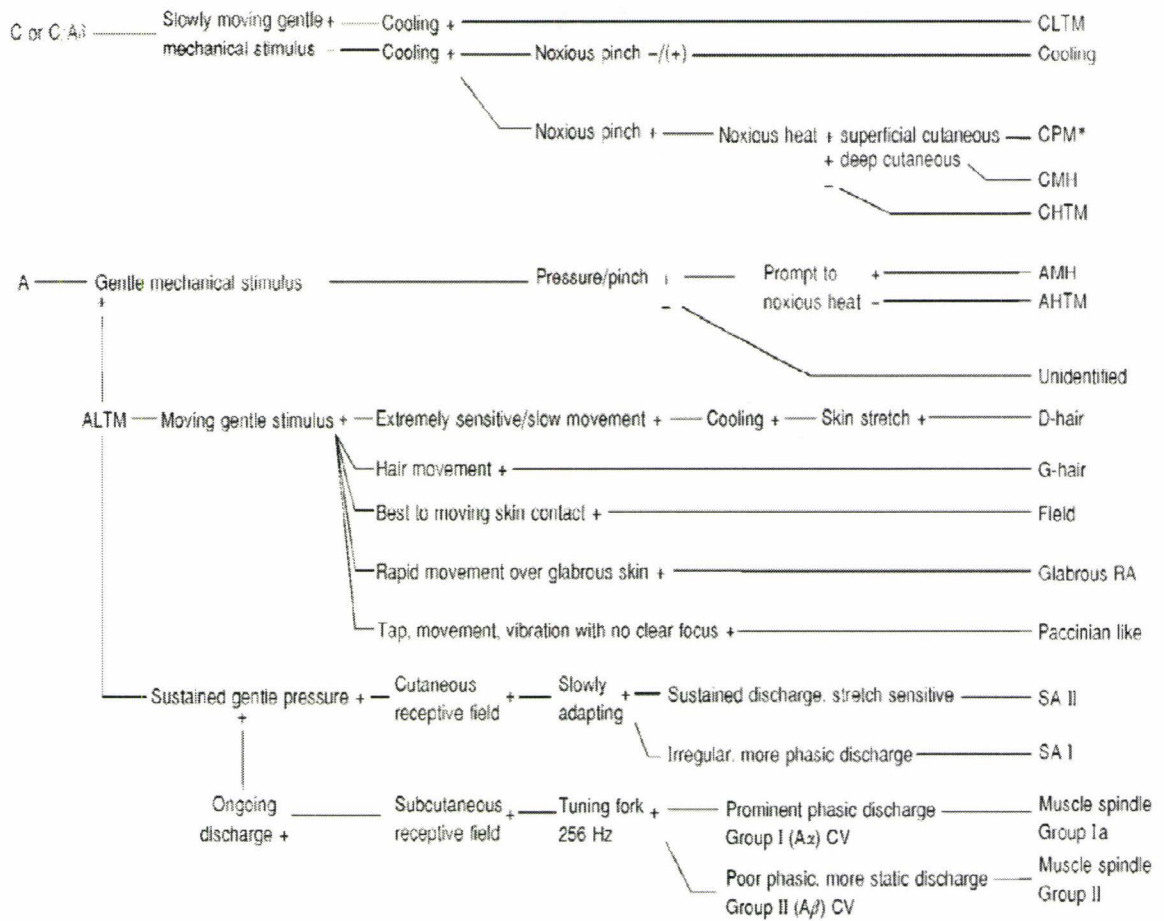 C or C/Aδ Slowly moving gentle + Cooling + CLTM
mechanical stimulus - Cooling + Noxious pinch –/(+) Cooling
Noxious pinch + Noxious heat + superficial cutaneous CPM*
+ deep cutaneous
CMH
– CHTM
A Gentle mechanical stimulus Pressure/pinch + Prompt to + AMH
+ – noxious heat – AHTM
Unidentified
ALTM Moving gentle stimulus + Extremely sensitive/slow movement + Cooling + Skin stretch + D-hair
Hair movement + G-hair
Best to moving skin contact + Field
Rapid movement over glabrous skin + Glabrous RA
Tap, movement, vibration with no clear focus + Paccinian like
Sustained gentle pressure + Cutaneous + Slowly + Sustained discharge, stretch sensitive SA II
+ receptive field adapting
Irregular, more phasic discharge SA I
Ongoing Subcutaneous + Tuning fork + Prominent phasic discharge Muscle spindle
discharge + receptive field 256 Hz Group I (Aα) CV Group Ia
Poor phasic, more static discharge Muscle spindle
Group II (Aβ) CV Group II